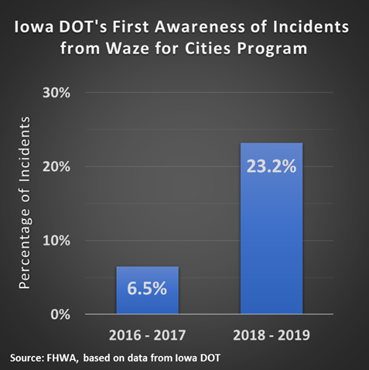 Iowa DOT's First Awareness of Incidents
from Waze for Cities Program
30%
20%
10%
0%
Percentage of Incidents
6.5%
23.2%
2016 - 2017
2018 - 2019
Source: FHWA, based on data from Iowa DOT